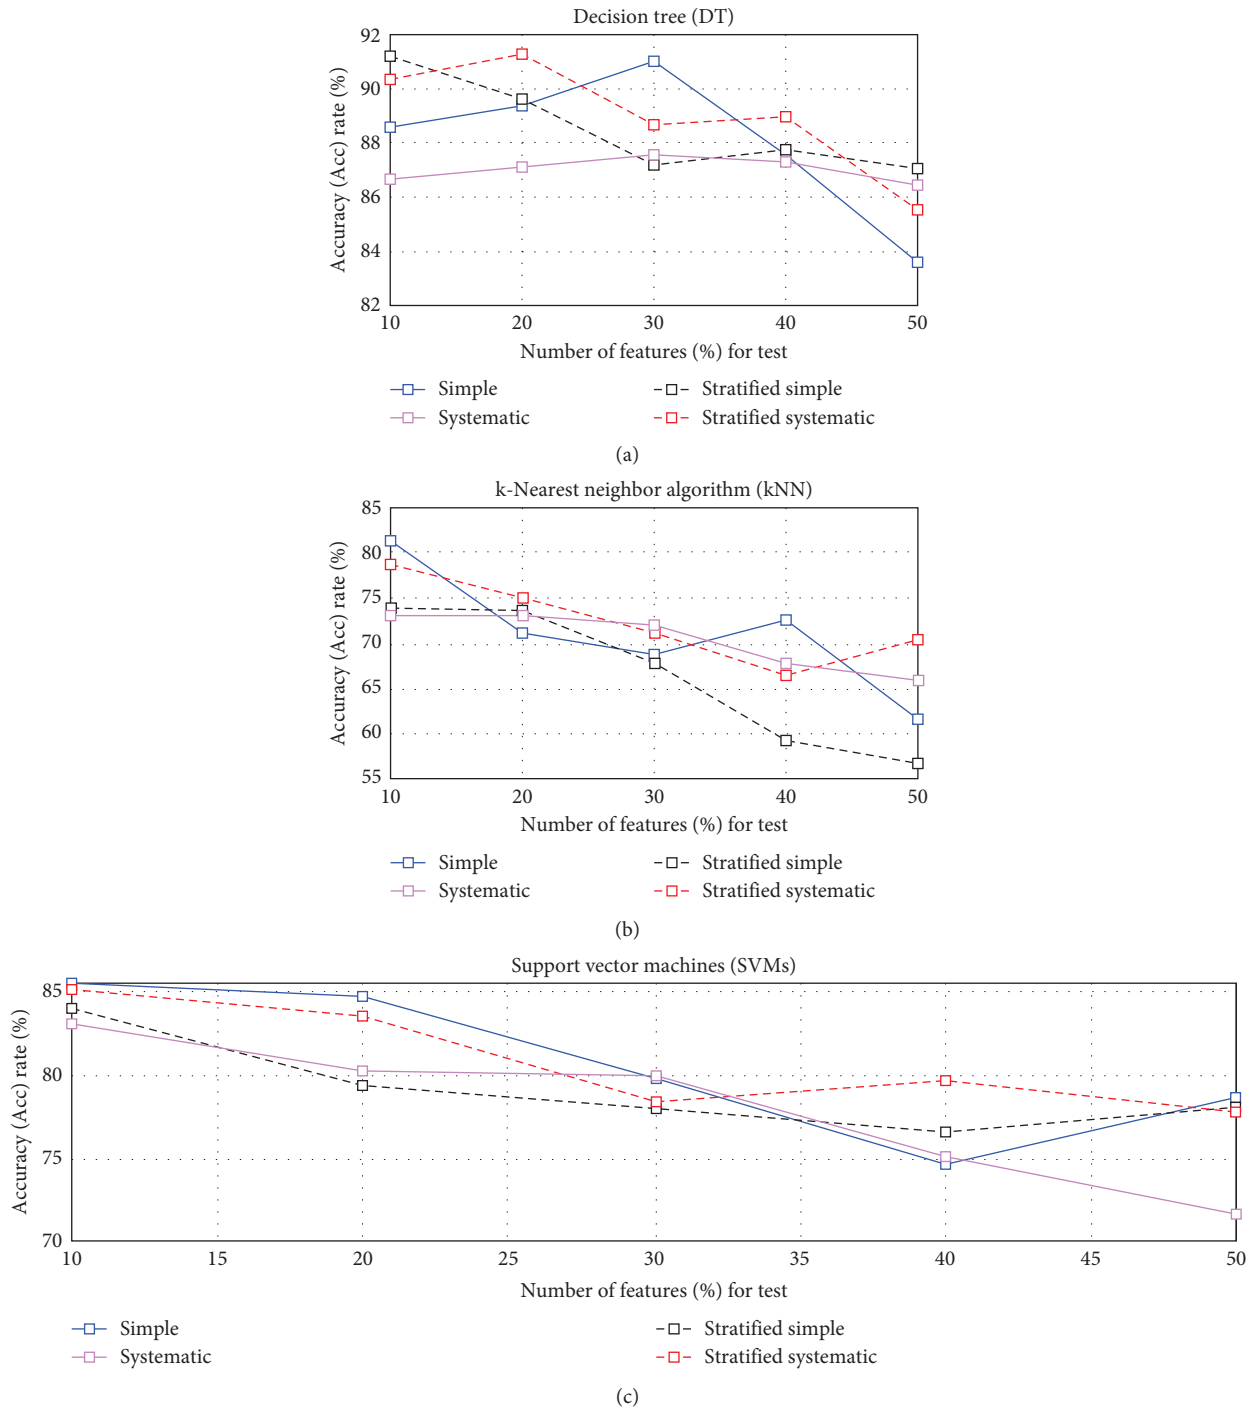 Decision tree (DT)
Accuracy (Acc) rate (%)
92
90
88
86
84
82
10 20 30 40 50
Number of features (%) for test
Simple Stratified simple
Systematic Stratified systematic
(a)
k-Nearest neighbor algorithm (kNN)
Accuracy (Acc) rate (%)
85
80
75
70
65
60
55
10 20 30 40 50
Number of features (%) for test
Simple Stratified simple
Systematic Stratified systematic
(b)
Support vector machines (SVMs)
Accuracy (Acc) rate (%)
85
80
75
70
10 15 20 25 30 35 40 45 50
Number of features (%) for test
Simple Stratified simple
Systematic Stratified systematic
(c)